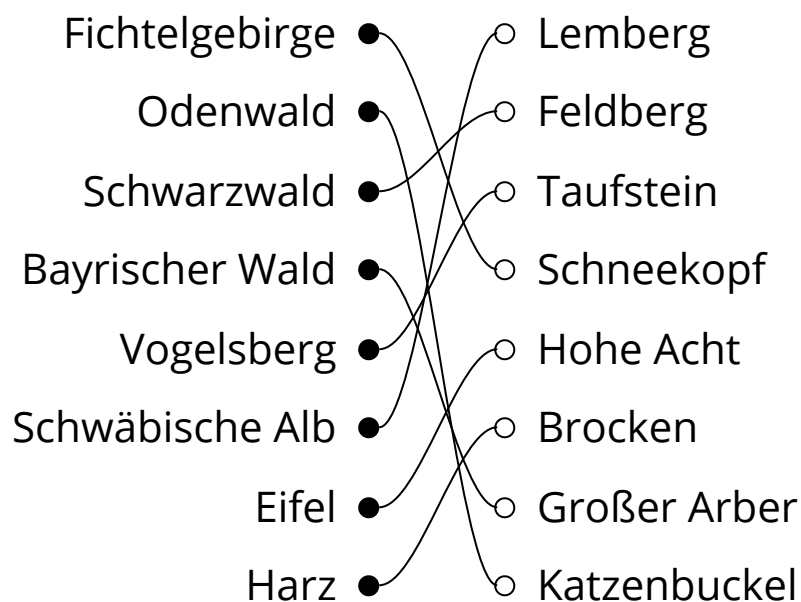 Fichtelgebirge Lemberg
Odenwald Feldberg
Schwarzwald Taufstein
Bayrischer Wald Schneekopf
Vogelsberg Hohe Acht
Schwäbische Alb Brocken
Eifel Großer Arber
Harz Katzenbuckel